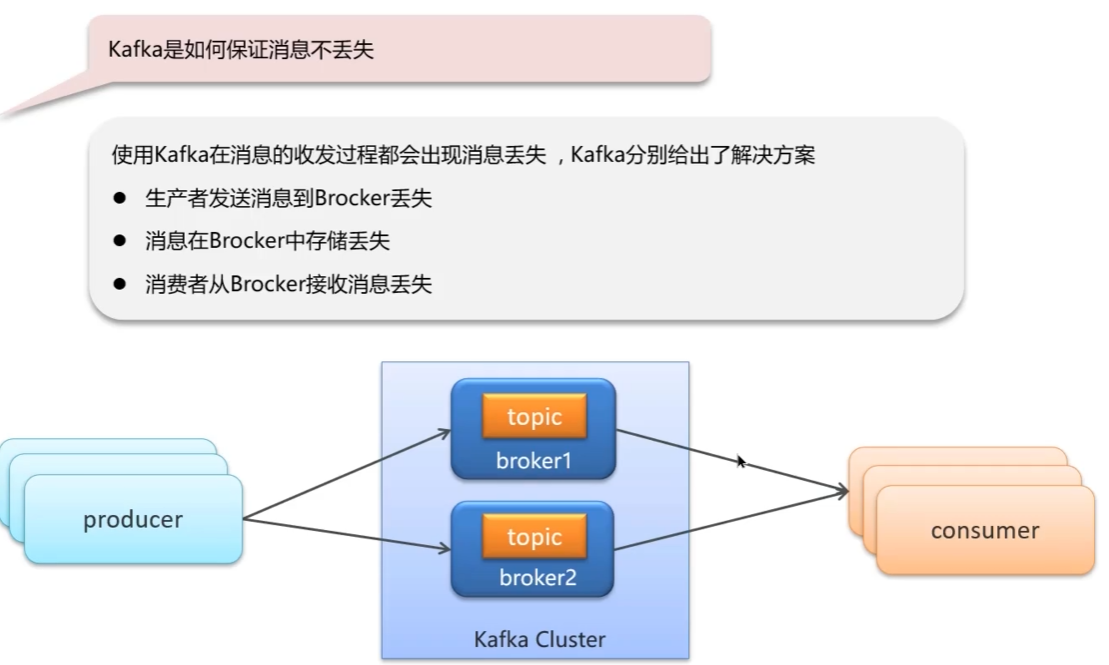 Kafka是如何保证消息不丢失
使用Kafka在消息的收发过程都会出现消息丢失 , Kafka分别给出了解决方案
● 生产者发送消息到Brocker丢失
● 消息在Brocker中存储丢失
● 消费者从Brocker接收消息丢失
topic
broker1
producer
topic
broker2
consumer
Kafka Cluster